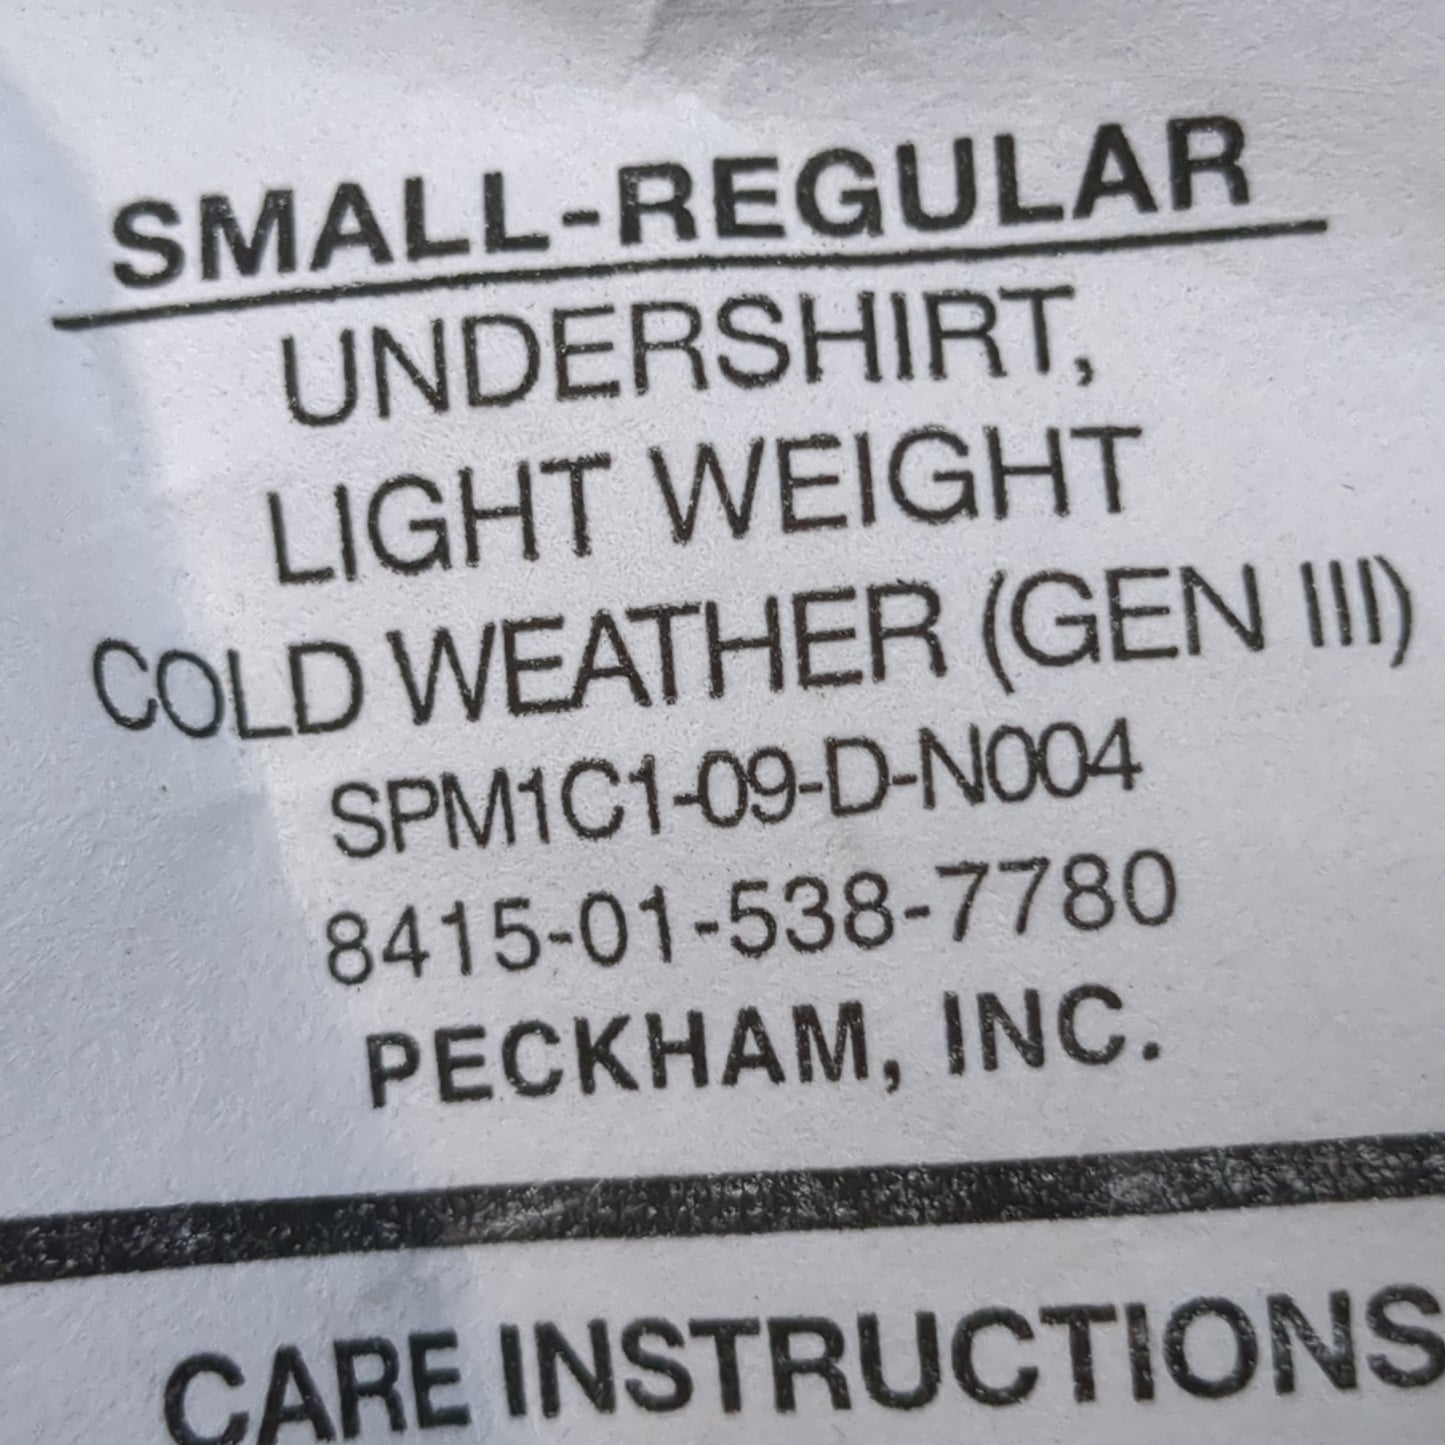 SMALL-REGULAR
UNDERSHIRT,
LIGHT WEIGHT
COLD WEATHER (GEN III)
SPM1C1-09-D-N004
8415-01-538-7780
PECKHAM, INC.
CARE INSTRUCTIONS